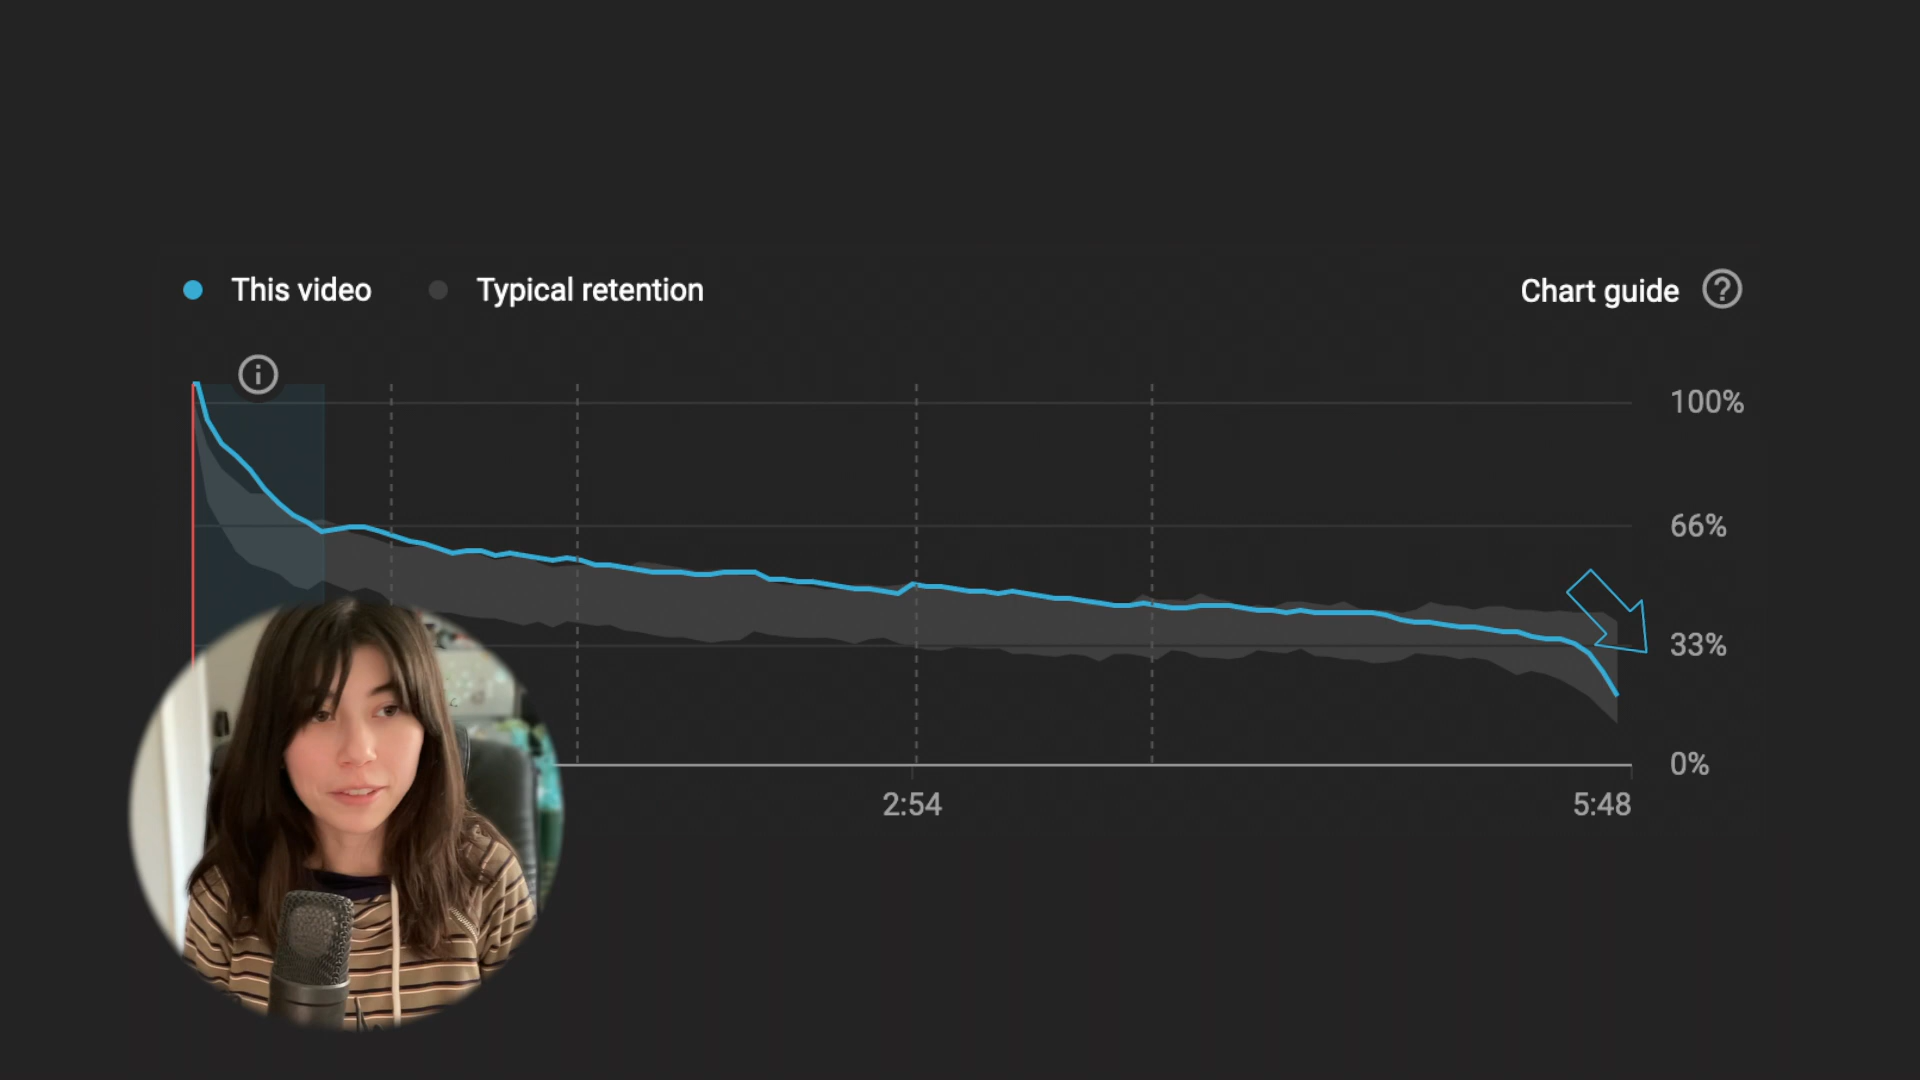 This video
Typical retention
Chart guide ?
i
100%
66%
33%
0%
2:54
5:48